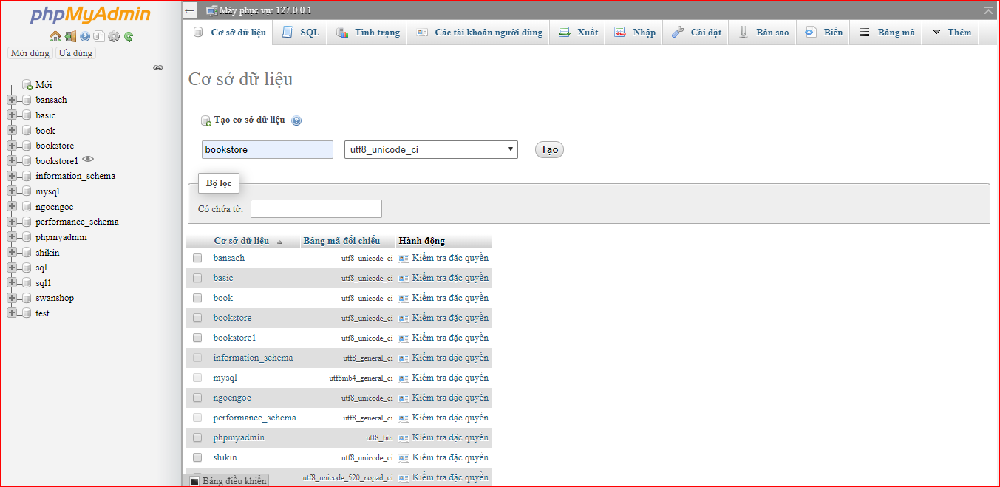 phpMyAdmin
Mới dùng Ưa dùng
Mới
bansach
basic
book
bookstore
bookstore1
information_schema
mysql
ngocngoc
performance_schema
phpmyadmin
shikin
sql
sql1
swanshop
test
Máy phục vụ: 127.0.0.1
Cơ sở dữ liệu SQL Tình trạng Các tài khoản người dùng Xuất Nhập Cài đặt Bản sao Biến Bảng mã Thêm
Cơ sở dữ liệu
Tạo cơ sở dữ liệu
bookstore utf8_unicode_ci Tạo
Bộ lọc
Có chứa từ:
Cơ sở dữ liệu Bảng mã đối chiếu Hành động
bansach utf8_unicode_ci Kiểm tra đặc quyền
basic utf8_unicode_ci Kiểm tra đặc quyền
book utf8_unicode_ci Kiểm tra đặc quyền
bookstore utf8_unicode_ci Kiểm tra đặc quyền
bookstore1 utf8_unicode_ci Kiểm tra đặc quyền
information_schema utf8_general_ci Kiểm tra đặc quyền
mysql utf8mb4_general_ci Kiểm tra đặc quyền
ngocngoc utf8_unicode_ci Kiểm tra đặc quyền
performance_schema utf8_general_ci Kiểm tra đặc quyền
phpmyadmin utf8_bin Kiểm tra đặc quyền
shikin utf8_unicode_ci Kiểm tra đặc quyền
utf8_unicode_520_nopad_ci Kiểm tra đặc quyền
Bảng điều khiển